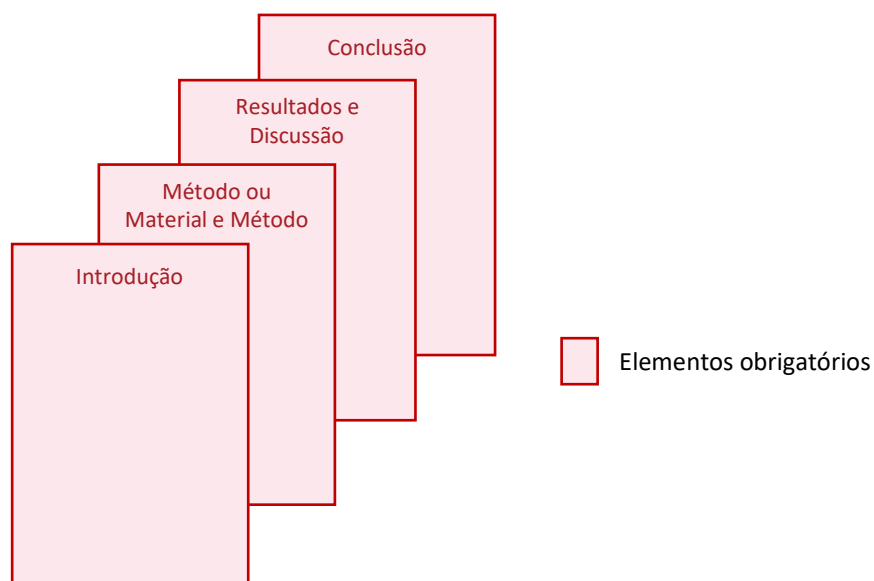 Conclusão
Resultados e
Discussão
Método ou
Material e Método
Introdução
Elementos obrigatórios